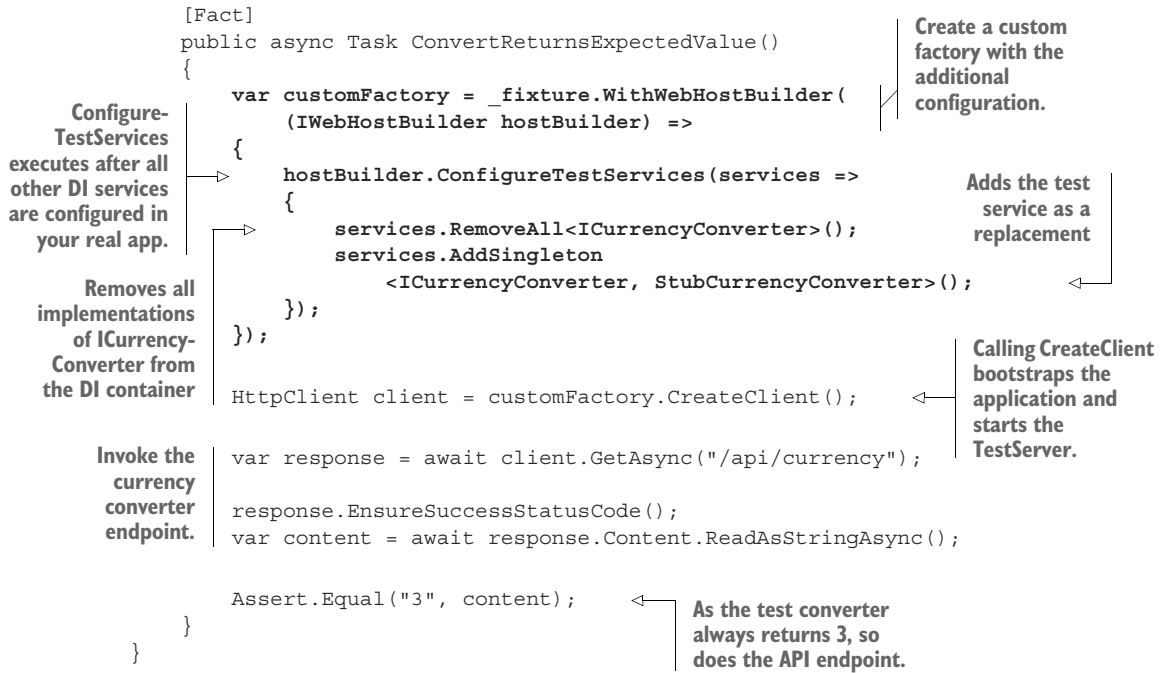 [Fact]
public async Task ConvertReturnsExpectedValue()
{
var customFactory = _fixture.WithWebHostBuilder(
(IWebHostBuilder hostBuilder) =>
{
hostBuilder.ConfigureTestServices(services =>
{
services.RemoveAll<ICurrencyConverter>();
services.AddSingleton
<ICurrencyConverter, StubCurrencyConverter>();
});
});
HttpClient client = customFactory.CreateClient();
var response = await client.GetAsync("/api/currency");
response.EnsureSuccessStatusCode();
var content = await response.Content.ReadAsStringAsync();
Assert.Equal("3", content);
}
}
Create a custom
factory with the
additional
configuration.
Configure-
TestServices
executes after all
other DI services
are configured in
your real app.
Adds the test
service as a
replacement
Removes all
implementations
of ICurrency-
Converter from
the DI container
Calling CreateClient
bootstraps the
application and
starts the
TestServer.
Invoke the
currency
converter
endpoint.
As the test converter
always returns 3, so
does the API endpoint.